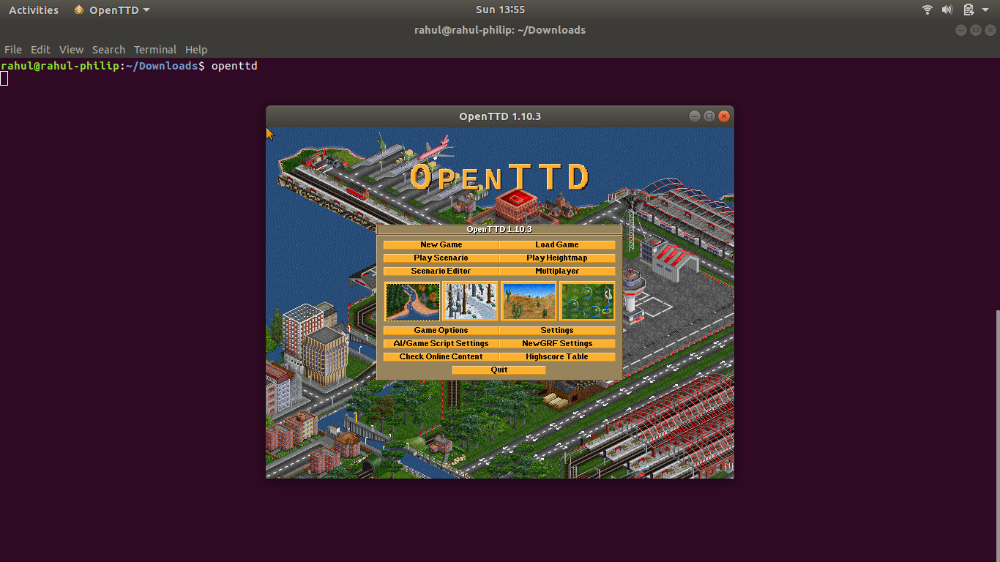 Activities OpenTTD Sun 13:55
rahul@rahul-philip: ~/Downloads
File Edit View Search Terminal Help
rahul@rahul-philip:~/Downloads$ openttd
OpenTTD 1.10.3
OPENTTD
OpenTTD 1.10.3
New Game Load Game
Play Scenario Play Heightmap
Scenario Editor Multiplayer
Game Options Settings
AI/Game Script Settings NewGRF Settings
Check Online Content Highscore Table
Quit